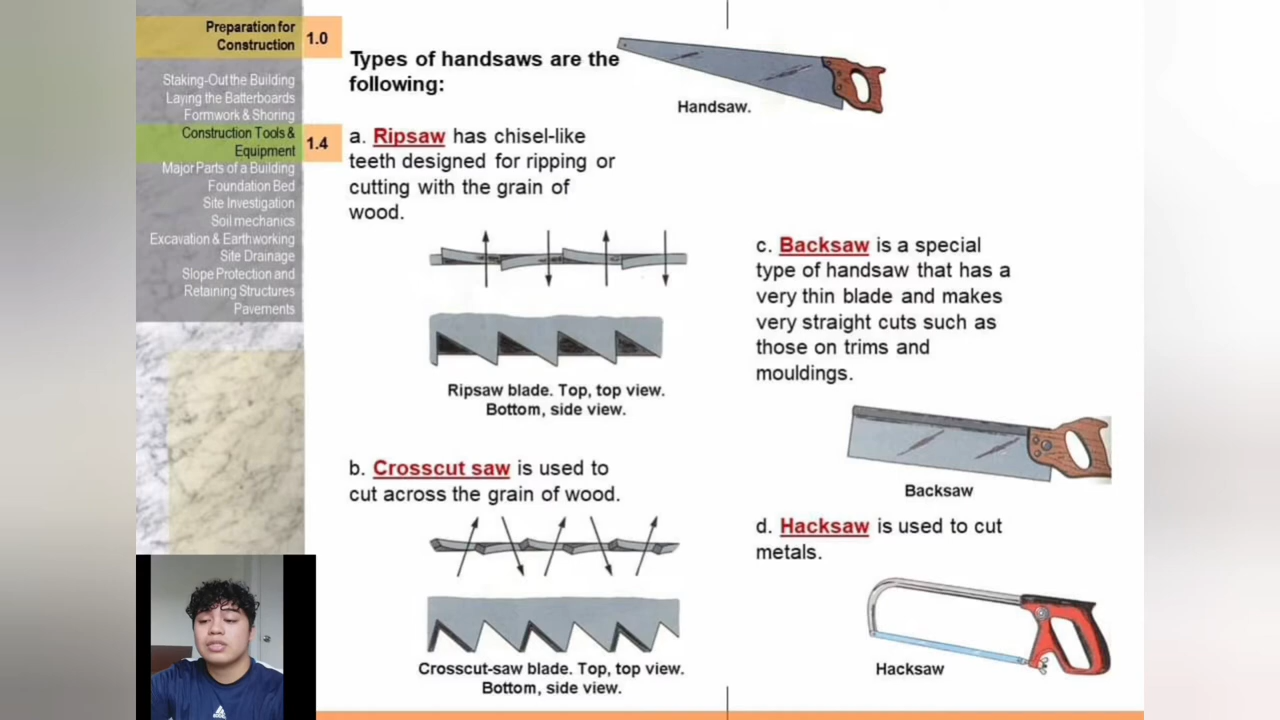 Preparation for
Construction
1.0
Staking-Out the Building
Laying the Batterboards
Formwork & Shoring
Construction Tools &
Equipment
1.4
Major Parts of a Building
Foundation Bed
Site Investigation
Soil mechanics
Excavation & Earthworking
Site Drainage
Slope Protection and
Retaining Structures
Pavements
Types of handsaws are the
following:
Handsaw.
a. Ripsaw has chisel-like
teeth designed for ripping or
cutting with the grain of
wood.
Ripsaw blade. Top, top view.
Bottom, side view.
b. Crosscut saw is used to
cut across the grain of wood.
Crosscut-saw blade. Top, top view.
Bottom, side view.
c. Backsaw is a special
type of handsaw that has a
very thin blade and makes
very straight cuts such as
those on trims and
mouldings.
Backsaw
d. Hacksaw is used to cut
metals.
Hacksaw